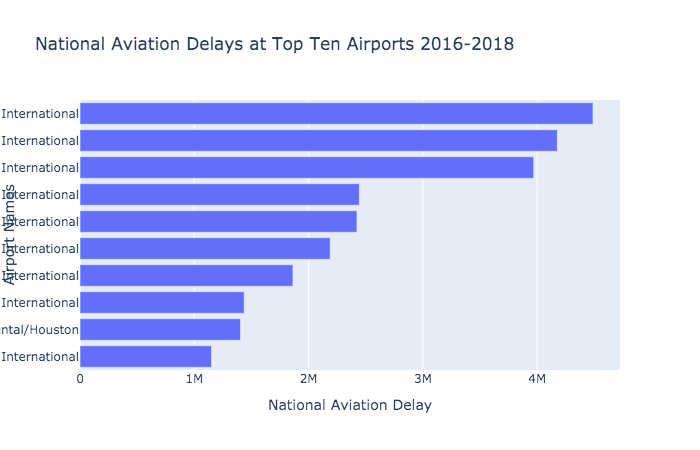 National Aviation Delays at Top Ten Airports 2016-2018
International
International
International
International
International
International
International
International
ental/Houston
International
Airport Names
0 1M 2M 3M 4M
National Aviation Delay